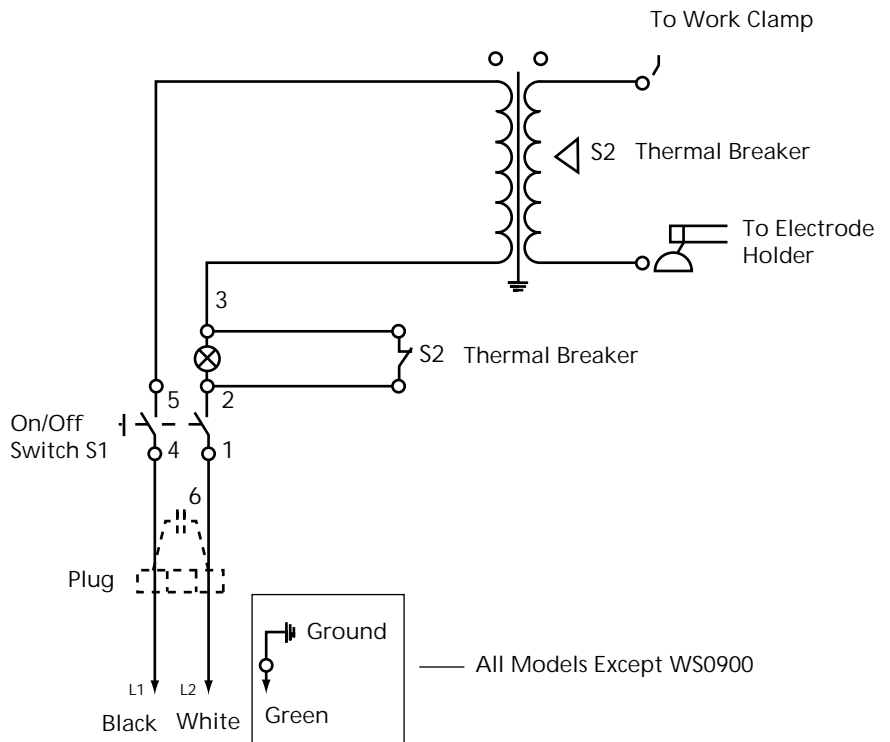 To Work Clamp
S2 Thermal Breaker
To Electrode
Holder
3
S2 Thermal Breaker
5 2
On/Off
Switch S1
4 1
6
Plug
Ground
All Models Except WS0900
L1 L2
Black White Green